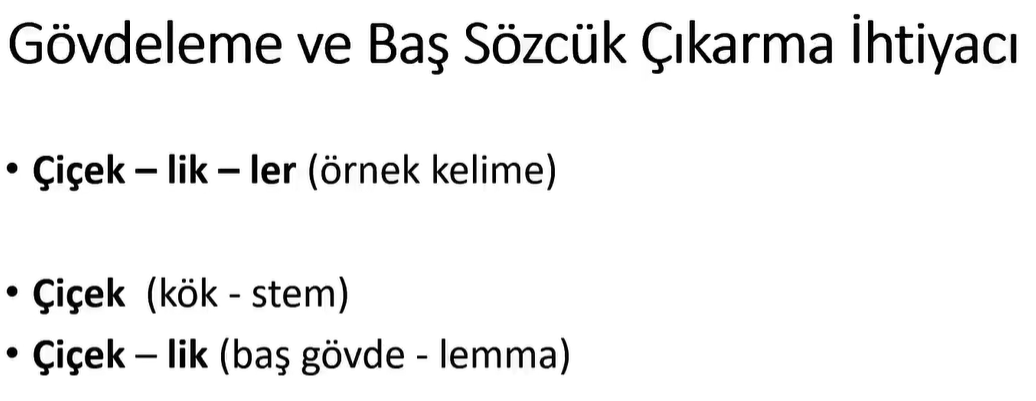 Gövdeleme ve Baş Sözcük Çıkarma İhtiyacı
• Çiçek – lik – ler (örnek kelime)
• Çiçek (kök - stem)
• Çiçek – lik (baş gövde - lemma)